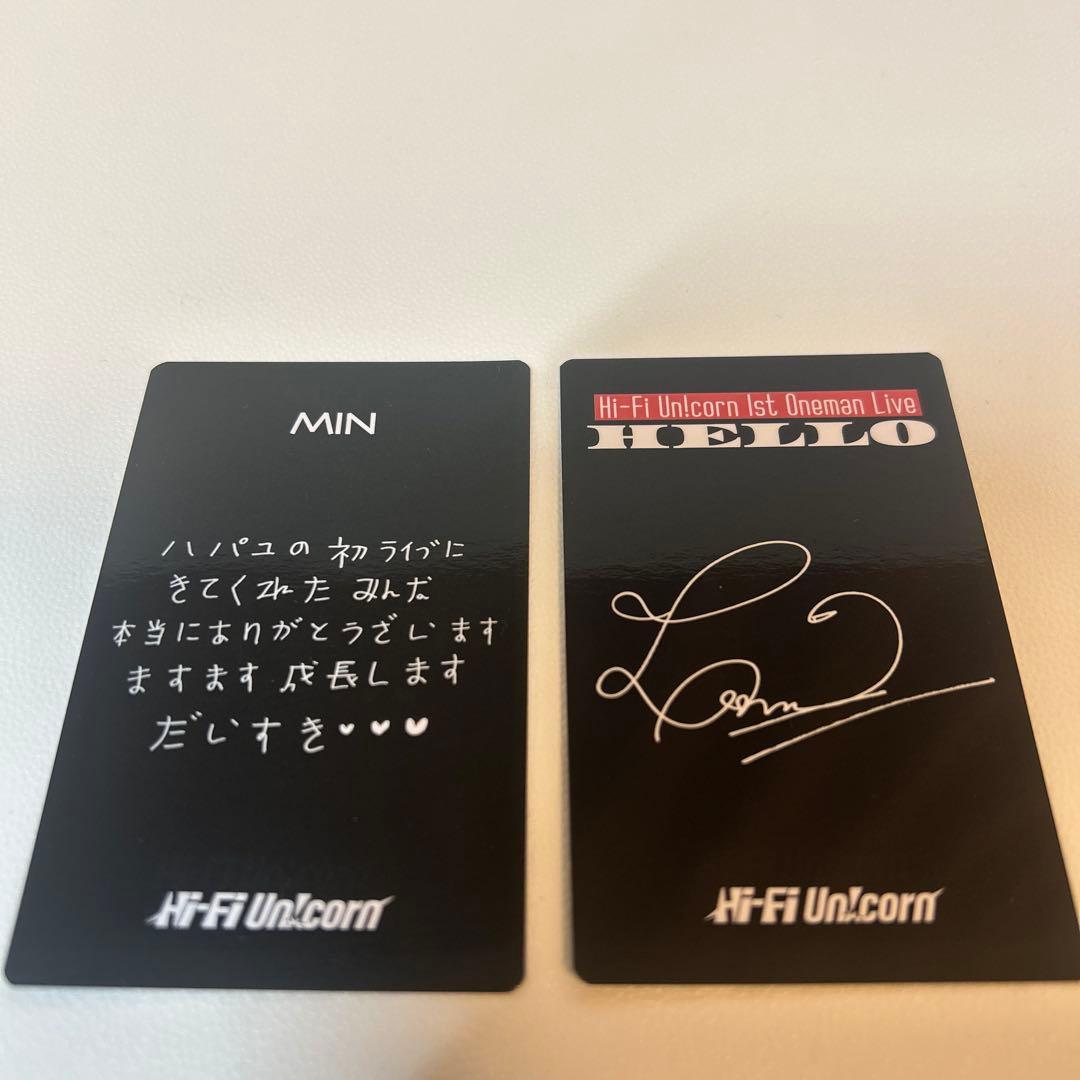 MIN
ハパユの初ライブに
きてくれた みんな
本当にありがとうございます
ますます 成長します
だいすき♥♥♥
Hi-Fi Un!corn
Hi-Fi Un!corn 1st Oneman Live
HELLO
Hi-Fi Un!corn